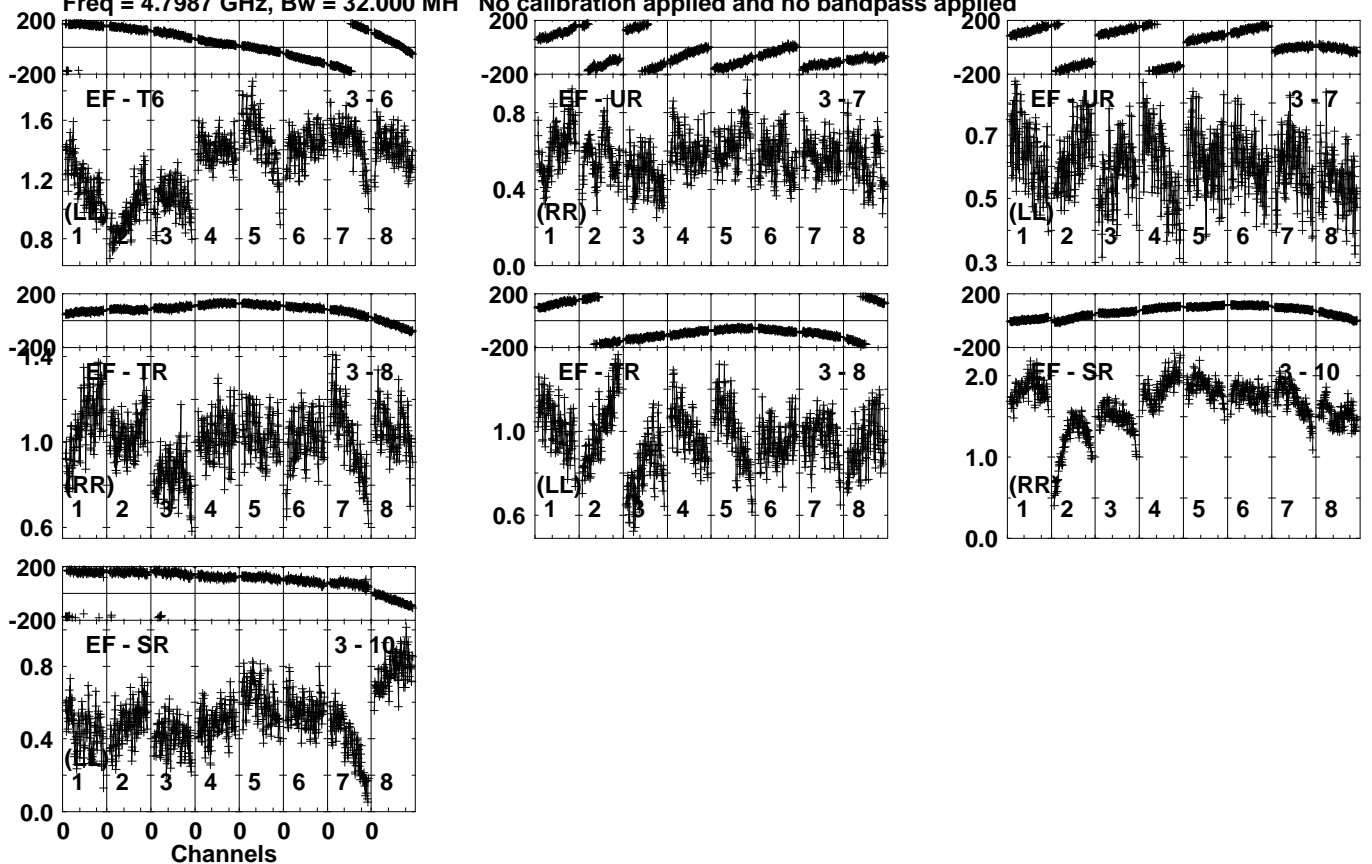 Freq = 4.7987 GHz, Bw = 32.000 MH No calibration applied and no bandpass applied
200
-200
EF - T6 3 - 6
1.6
1.2
0.8
(LL)
1 2 3 4 5 6 7 8
200
-200
EF - UR 3 - 7
0.8
0.4
0.0
(RR)
1 2 3 4 5 6 7 8
200
-200
EF - UR 3 - 7
0.7
0.5
0.3
(LL)
1 2 3 4 5 6 7 8
200
-200
1.4
EF - TR 3 - 8
1.0
0.6
(RR)
1 2 3 4 5 6 7 8
200
-200
EF - TR 3 - 8
1.0
0.6
(LL)
1 2 3 4 5 6 7 8
200
-200
EF - SR 3 - 10
2.0
1.0
0.0
(RR)
1 2 3 4 5 6 7 8
200
-200
EF - SR 3 - 10
0.8
0.4
0.0
(LL)
1 2 3 4 5 6 7 8
0 0 0 0 0 0 0 0
Channels